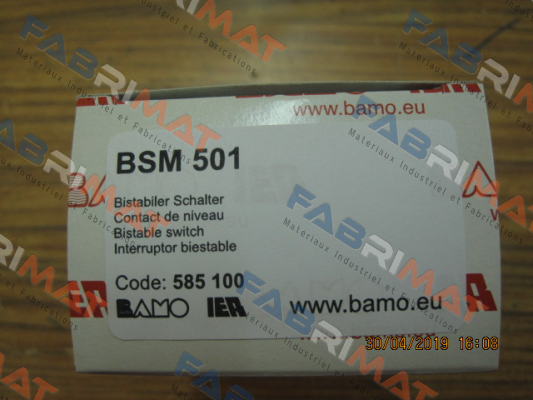 www.bamo.eu
BSM 501
Bistabiler Schalter
Contact de niveau
Bistable switch
Interruptor biestable
Code: 585 100
BAMO IER www.bamo.eu
30/04/2019 16:08
FABRIMAT
Materiaux Industriel et Fabrications